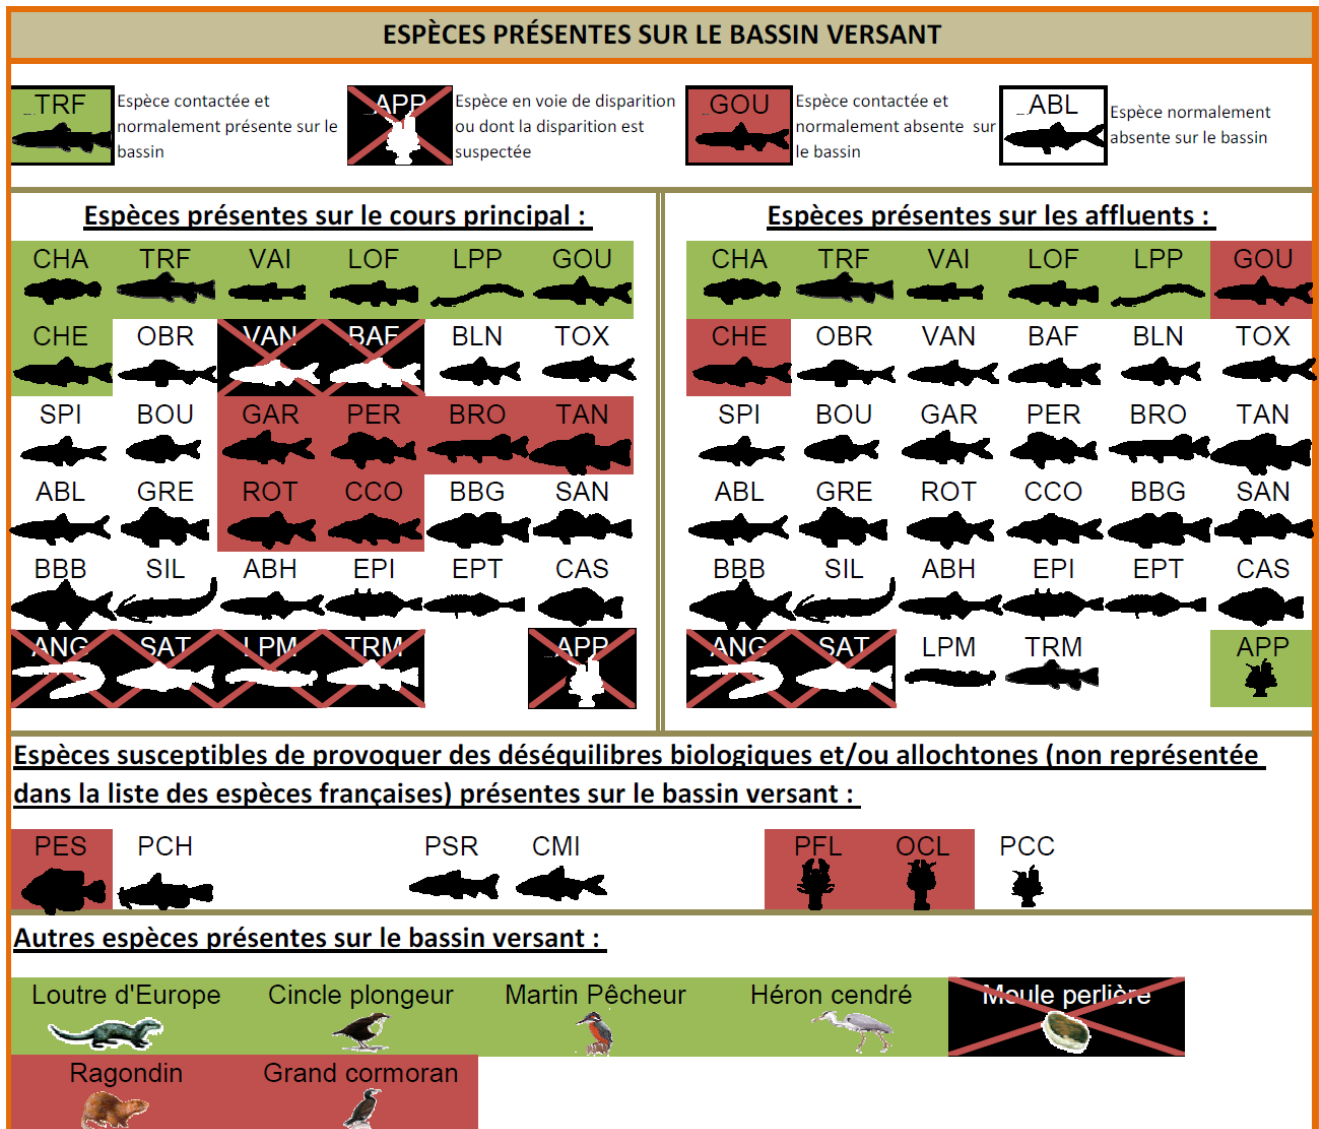 ESPÈCES PRÉSENTES SUR LE BASSIN VERSANT
TRF
Espèce contactée et
normalement présente sur le
bassin
APP
Espèce en voie de disparition
ou dont la disparition est
suspectée
GOU
Espèce contactée et
normalement absente sur
le bassin
ABL
Espèce normalement
absente sur le bassin
Espèces présentes sur le cours principal :
CHA TRF VAI LOF LPP GOU
CHE OBR VAN BAF BLN TOX
SPI BOU GAR PER BRO TAN
ABL GRE ROT CCO BBG SAN
BBB SIL ABH EPI EPT CAS
ANG SAT LPM TRM APP
Espèces présentes sur les affluents :
CHA TRF VAI LOF LPP GOU
CHE OBR VAN BAF BLN TOX
SPI BOU GAR PER BRO TAN
ABL GRE ROT CCO BBG SAN
BBB SIL ABH EPI EPT CAS
ANG SAT LPM TRM APP
Espèces susceptibles de provoquer des déséquilibres biologiques et/ou allochtones (non représentée
dans la liste des espèces françaises) présentes sur le bassin versant :
PES PCH PSR CMI PFL OCL PCC
Autres espèces présentes sur le bassin versant :
Loutre d'Europe Cincle plongeur Martin Pêcheur Héron cendré Moule perlière
Ragondin Grand cormoran